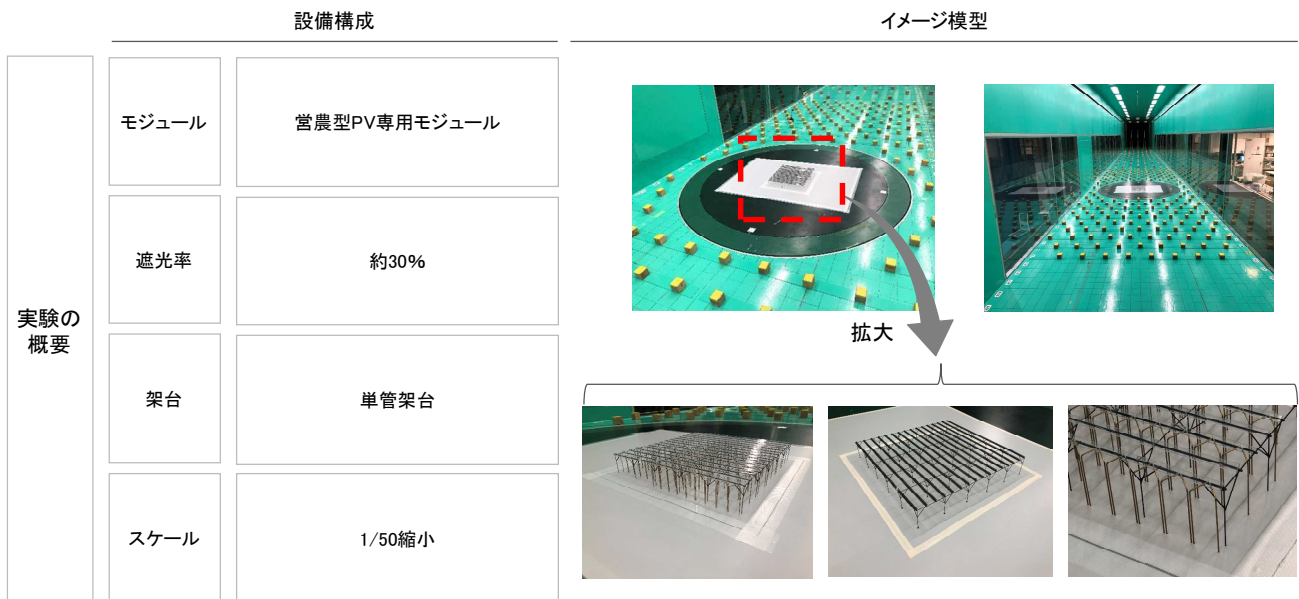 設備構成
イメージ模型
実験の
概要
モジュール
営農型PV専用モジュール
遮光率
約30%
架台
単管架台
スケール
1/50縮小
拡大